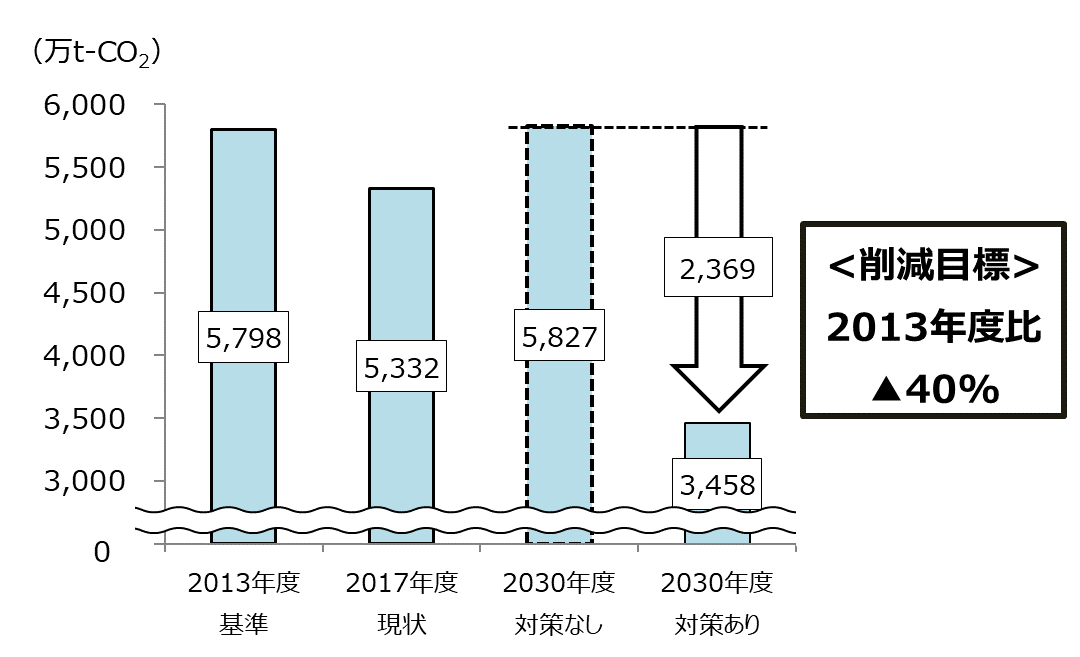 （万t-CO₂）
6,000
5,500
5,000
4,500
4,000
3,500
3,000
0
5,798
5,332
5,827
2,369
3,458
2013年度
基準
2017年度
現状
2030年度
対策なし
2030年度
対策あり
<削減目標>
2013年度比
▲40%